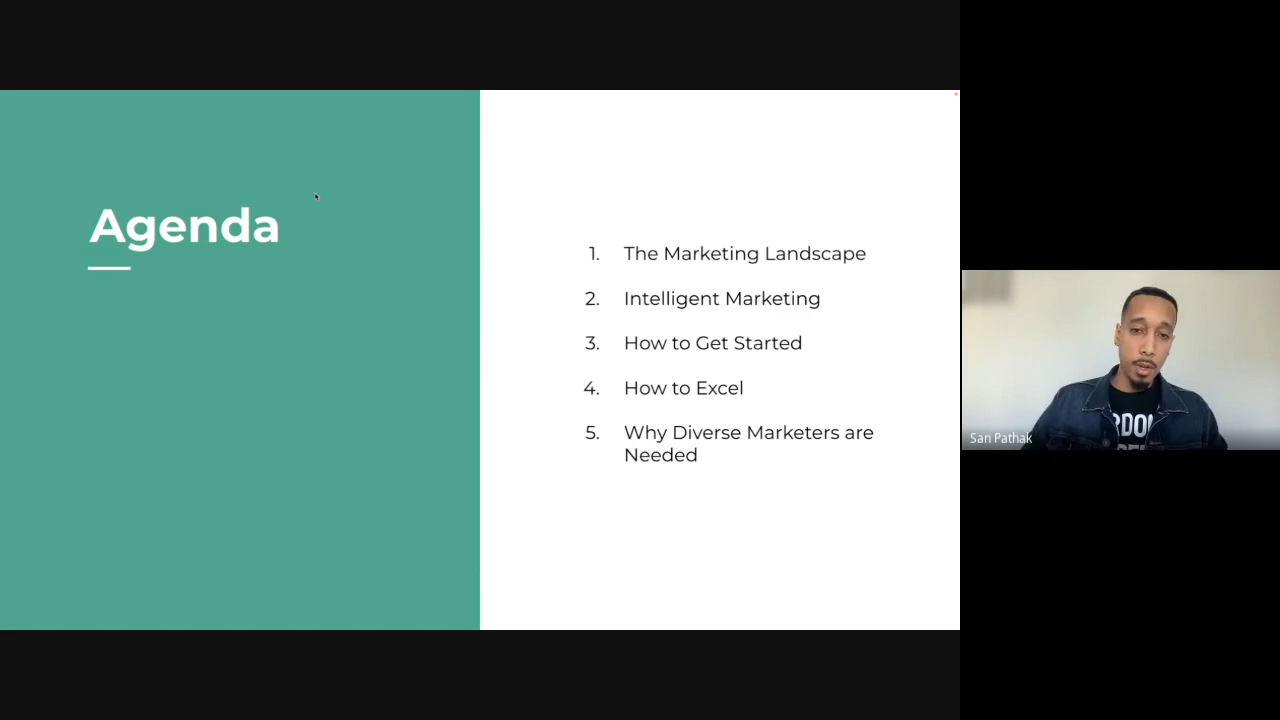 Agenda
1. The Marketing Landscape
2. Intelligent Marketing
3. How to Get Started
4. How to Excel
5. Why Diverse Marketers are
Needed
San Pathak